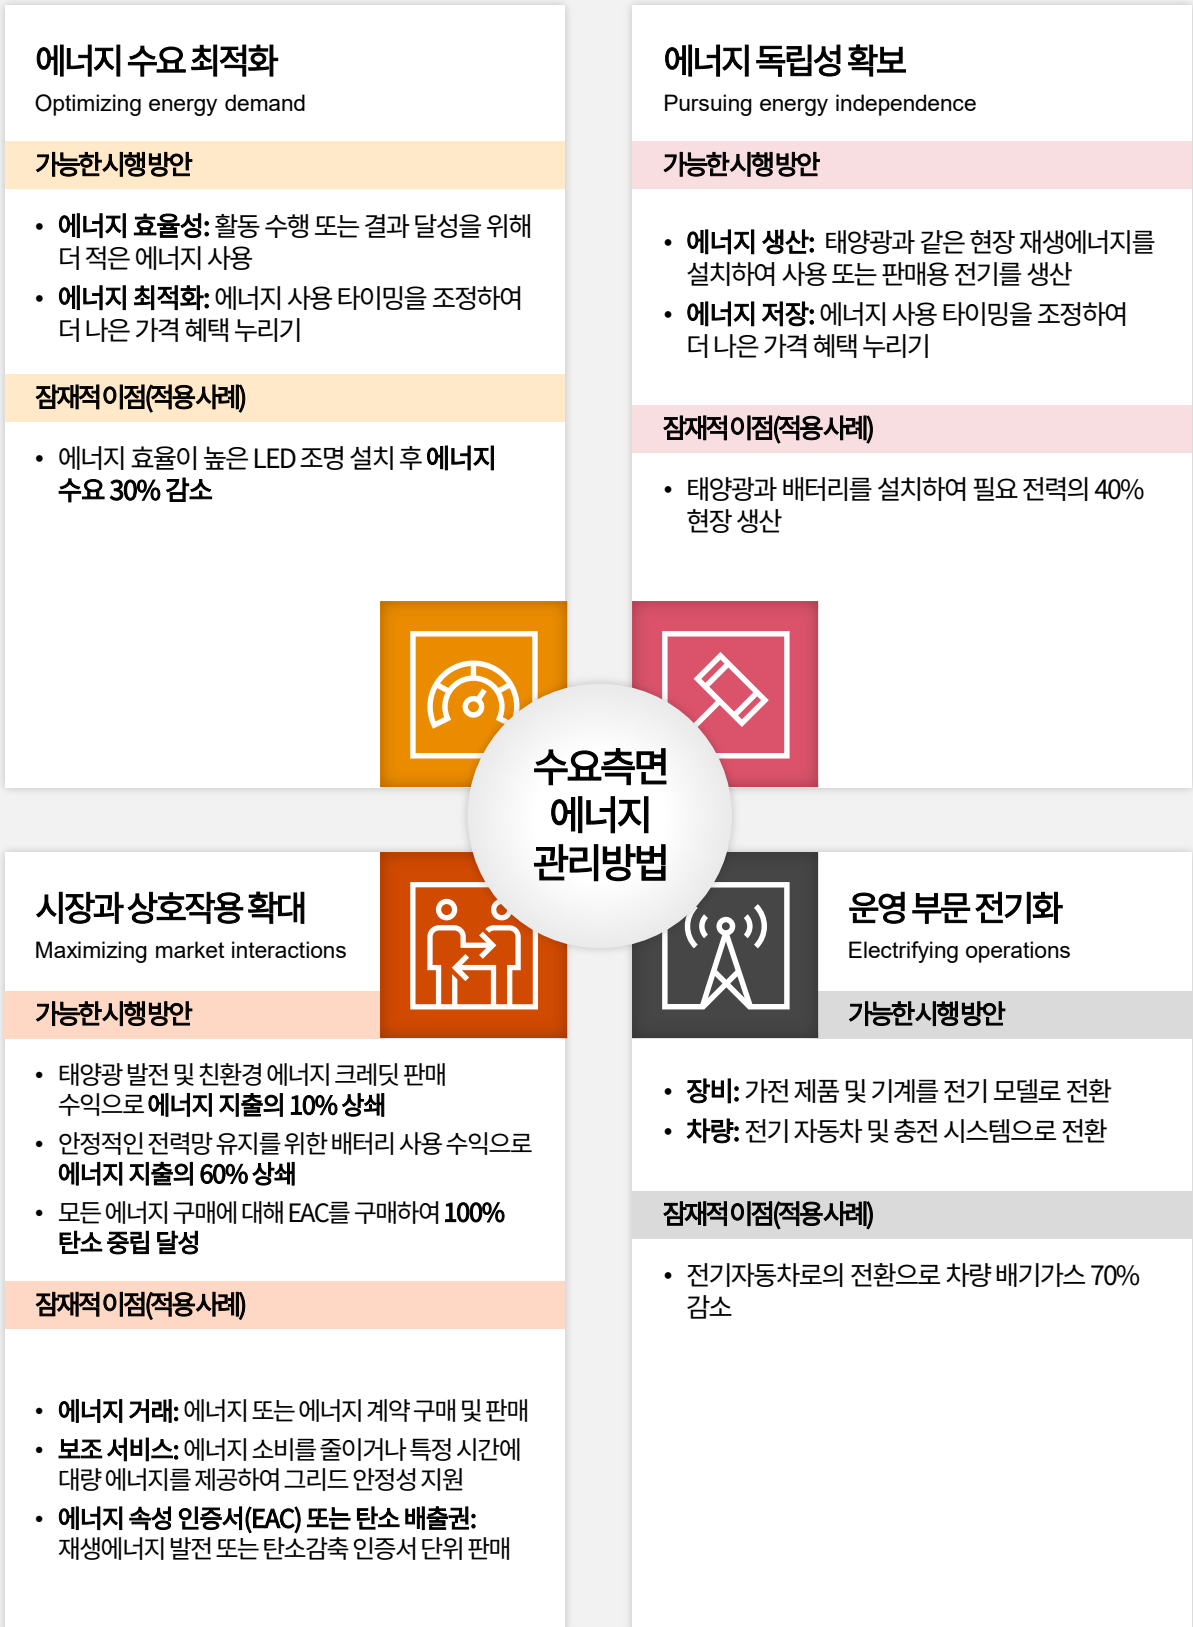 에너지 수요 최적화
Optimizing energy demand
가능한 시행 방안
• 에너지 효율성: 활동 수행 또는 결과 달성을 위해
더 적은 에너지 사용
• 에너지 최적화: 에너지 사용 타이밍을 조정하여
더 나은 가격 혜택 누리기
잠재적 이점(적용 사례)
• 에너지 효율이 높은 LED 조명 설치 후 에너지
수요 30% 감소
에너지 독립성 확보
Pursuing energy independence
가능한 시행 방안
• 에너지 생산: 태양광과 같은 현장 재생에너지를
설치하여 사용 또는 판매용 전기를 생산
• 에너지 저장: 에너지 사용 타이밍을 조정하여
더 나은 가격 혜택 누리기
잠재적 이점(적용 사례)
• 태양광과 배터리를 설치하여 필요 전력의 40%
현장 생산
수요측면
에너지
관리방법
시장과 상호작용 확대
Maximizing market interactions
가능한 시행 방안
• 태양광 발전 및 친환경 에너지 크레딧 판매
수익으로 에너지 지출의 10% 상쇄
• 안정적인 전력망 유지를 위한 배터리 사용 수익으로
에너지 지출의 60% 상쇄
• 모든 에너지 구매에 대해 EAC를 구매하여 100%
탄소 중립 달성
잠재적 이점(적용 사례)
• 에너지 거래: 에너지 또는 에너지 계약 구매 및 판매
• 보조 서비스: 에너지 소비를 줄이거나 특정 시간에
대량 에너지를 제공하여 그리드 안정성 지원
• 에너지 속성 인증서(EAC) 또는 탄소 배출권:
재생에너지 발전 또는 탄소감축 인증서 단위 판매
운영 부문 전기화
Electrifying operations
가능한 시행 방안
• 장비: 가전 제품 및 기계를 전기 모델로 전환
• 차량: 전기 자동차 및 충전 시스템으로 전환
잠재적 이점(적용 사례)
• 전기자동차로의 전환으로 차량 배기가스 70%
감소